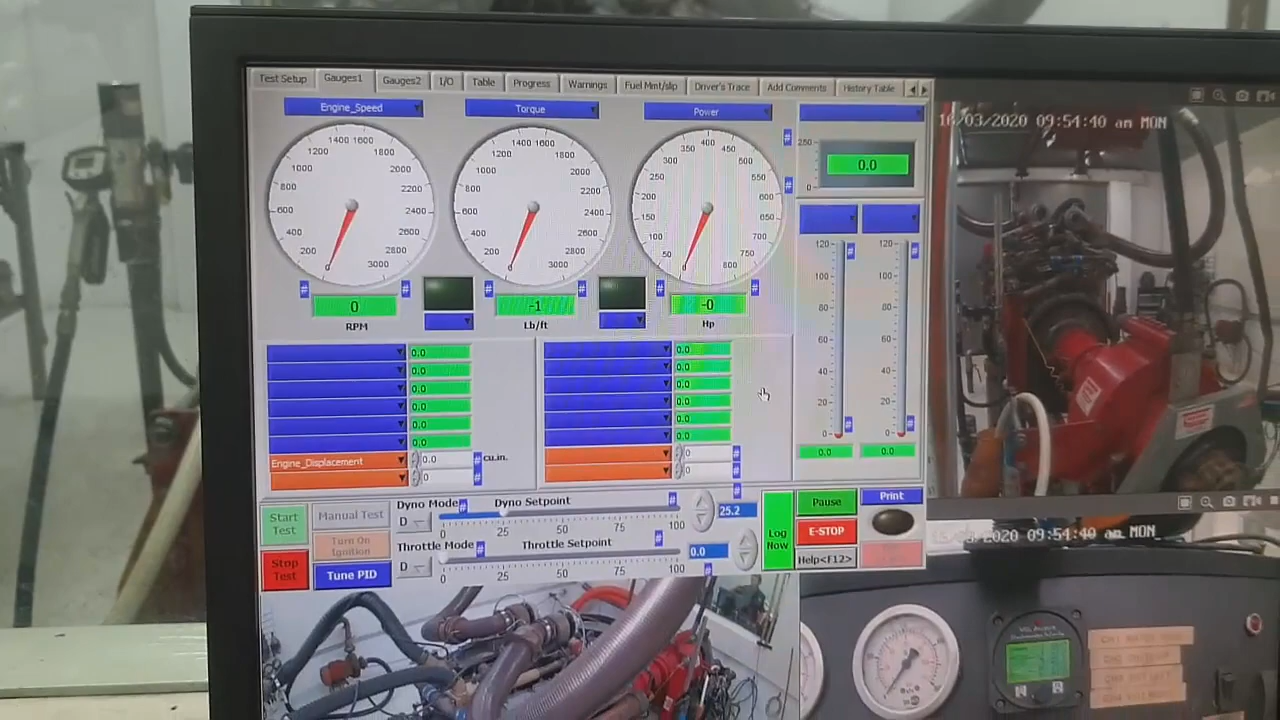 Test Setup Gauges1 Gauges2 I/O Table Progress Warnings Fuel Mnt/slip Driver's Trace Add Comments History Table
Engine_Speed Torque Power
16/03/2020 09:54:40 am MON
200 400 600 800 1000 1200 1400 1600 1800 2000 2200 2400 2600 2800 3000
200 400 600 800 1000 1200 1400 1600 1800 2000 2200 2400 2600 2800 3000
50 100 150 200 250 300 350 400 450 500 550 600 650 700 750 800
250
0
0.0
# # # # # # # #
0 -1 -0
RPM Lb/ft Hp
120 120
100 100
80 80
60 60
40 40
20 20
0 0
0.0 0.0
0.0 0.0
0.0 0.0
0.0 0.0
0.0 0.0
0.0 0.0
0.0 0.0
Engine_Displacement 0.0 # cu.in. 0 #
0 # 0 #
Start Test
Manual Test
Turn On Ignition
Stop Test
Tune PID
Dyno Mode # Dyno Setpoint #
D 0 25 50 75 100 25.2
Throttle Mode # Throttle Setpoint #
D 0 25 50 75 100 0.0
Log Now
Pause
E-STOP
Help<F12>
Print
09:54:40 am MON